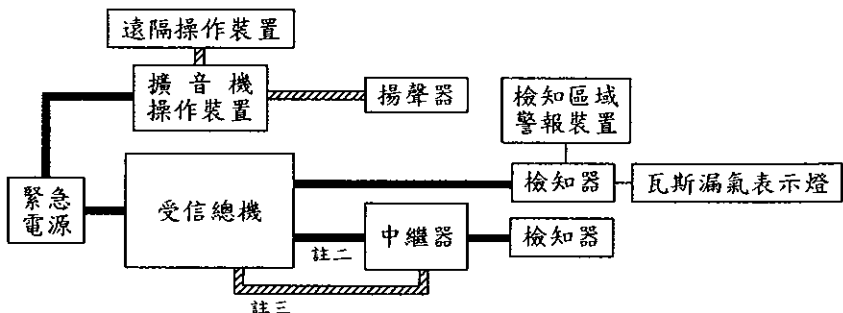 遠隔操作裝置
擴音機
操作裝置
揚聲器
檢知區域
警報裝置
緊急
電源
受信總機
檢知器
瓦斯漏氣表示燈
註二
中繼器
檢知器
註三